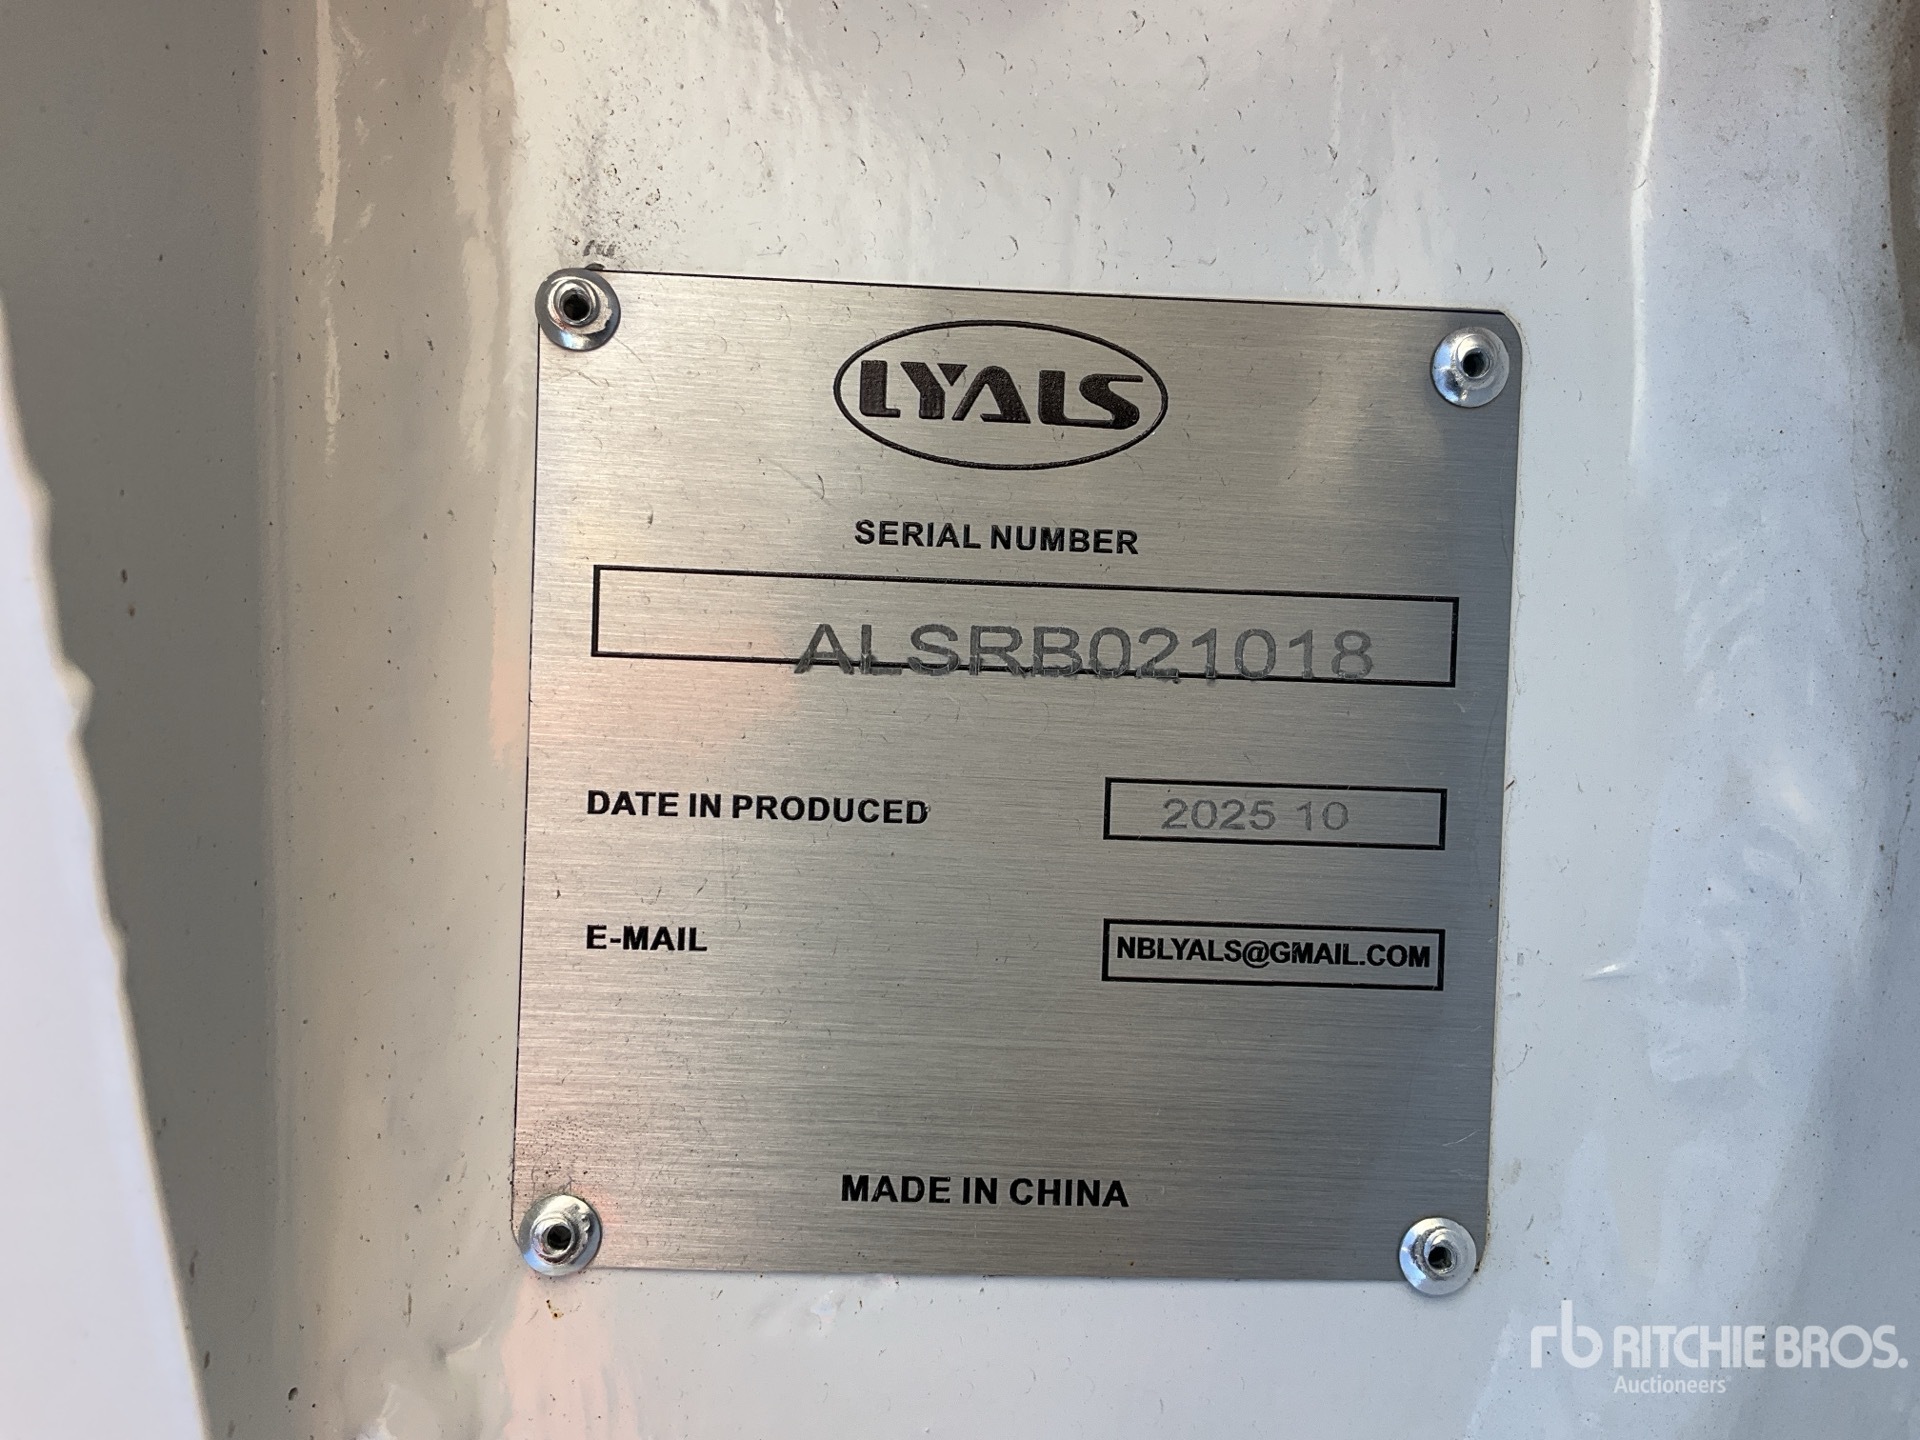 LYALS
SERIAL NUMBER
ALSRB021018
DATE IN PRODUCED 2025 10
E-MAIL NBLYALS@GMAIL.COM
MADE IN CHINA
rb RITCHIE BROS.
Auctioneers